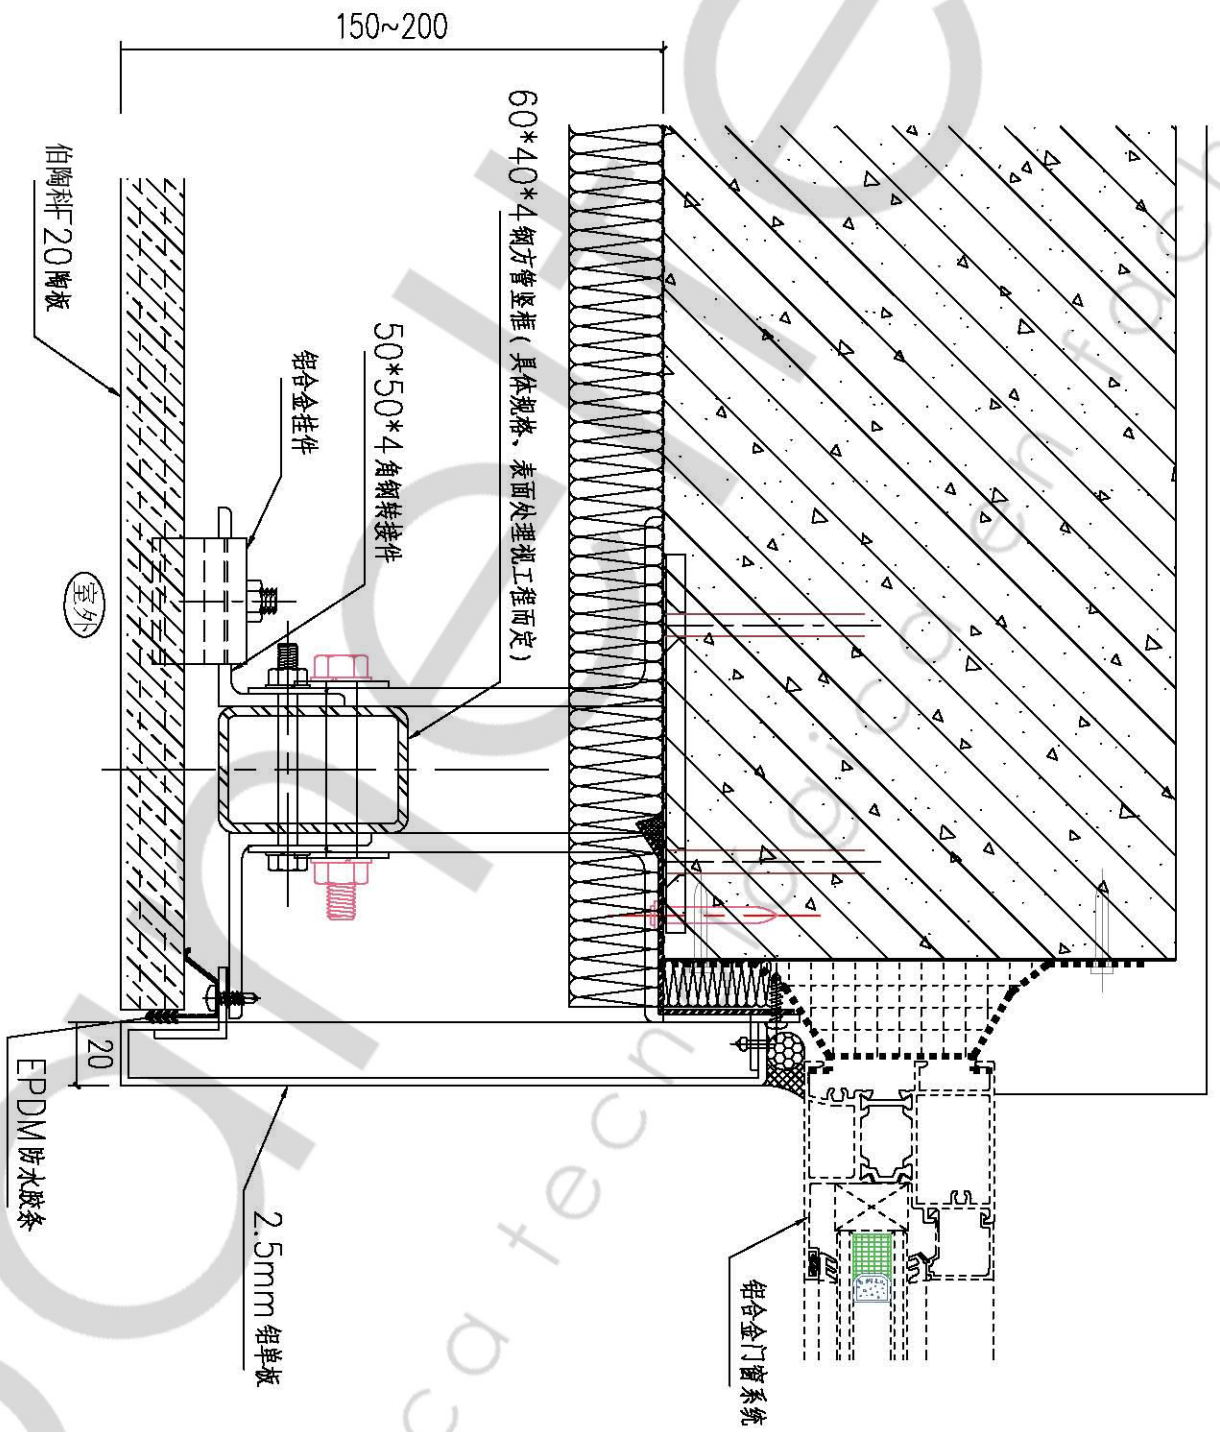 150~200
60*40*4钢方管竖框(具体规格、表面处理视工程而定)
50*50*4角钢转接件
铝合金挂件
伯陶科F20陶板
室外
20
EPDM防水胶条
2.5mm 铝单板
铝合金门窗系统